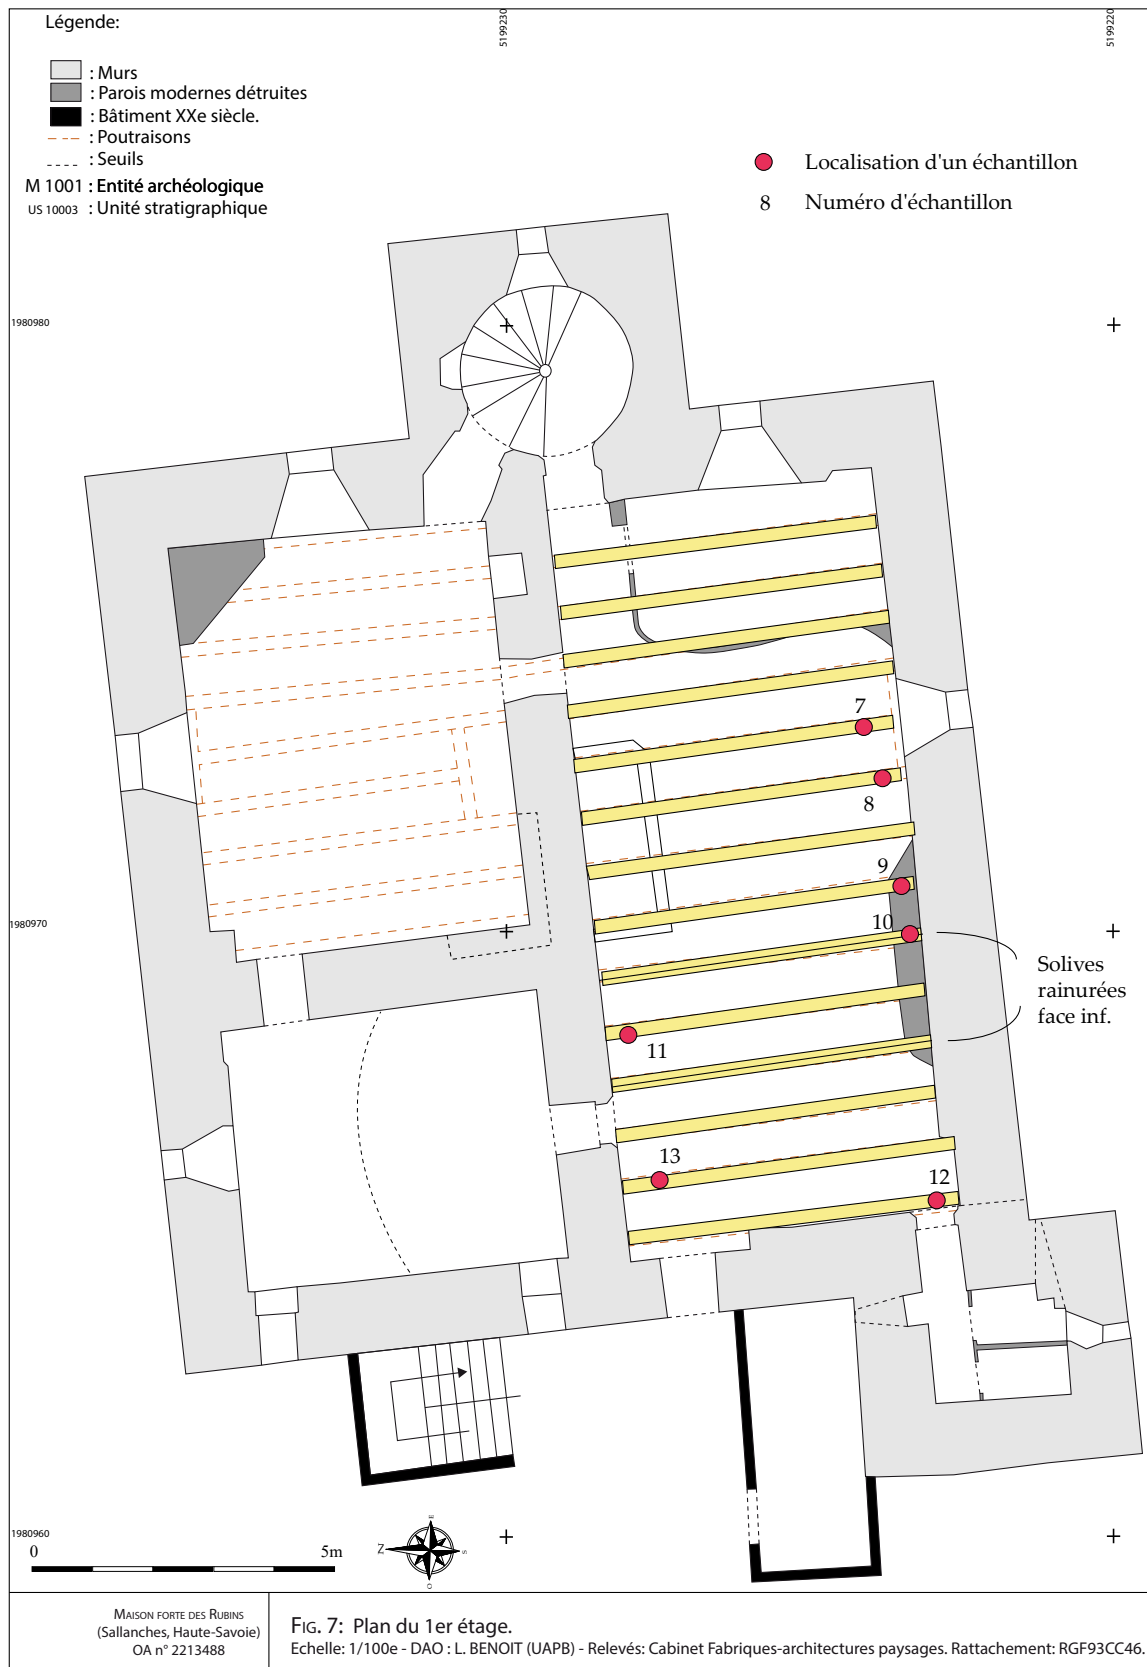 Légende:
5199230
5199220
: Murs
: Parois modernes détruites
: Bâtiment XXe siècle.
: Poutraisons
: Seuils
M 1001 : Entité archéologique
US 10003 : Unité stratigraphique
Localisation d'un échantillon
8 Numéro d'échantillon
1980980
7
8
9
1980970
10
Solives
rainurées
face inf.
11
13
12
1980960
0 5m
E
N
S
O
MAISON FORTE DES RUBINS
(Sallanches, Haute-Savoie)
OA n° 2213488
FIG. 7: Plan du 1er étage.
Echelle: 1/100e - DAO : L. BENOIT (UAPB) - Relevés: Cabinet Fabriques-architectures paysages. Rattachement: RGF93CC46.